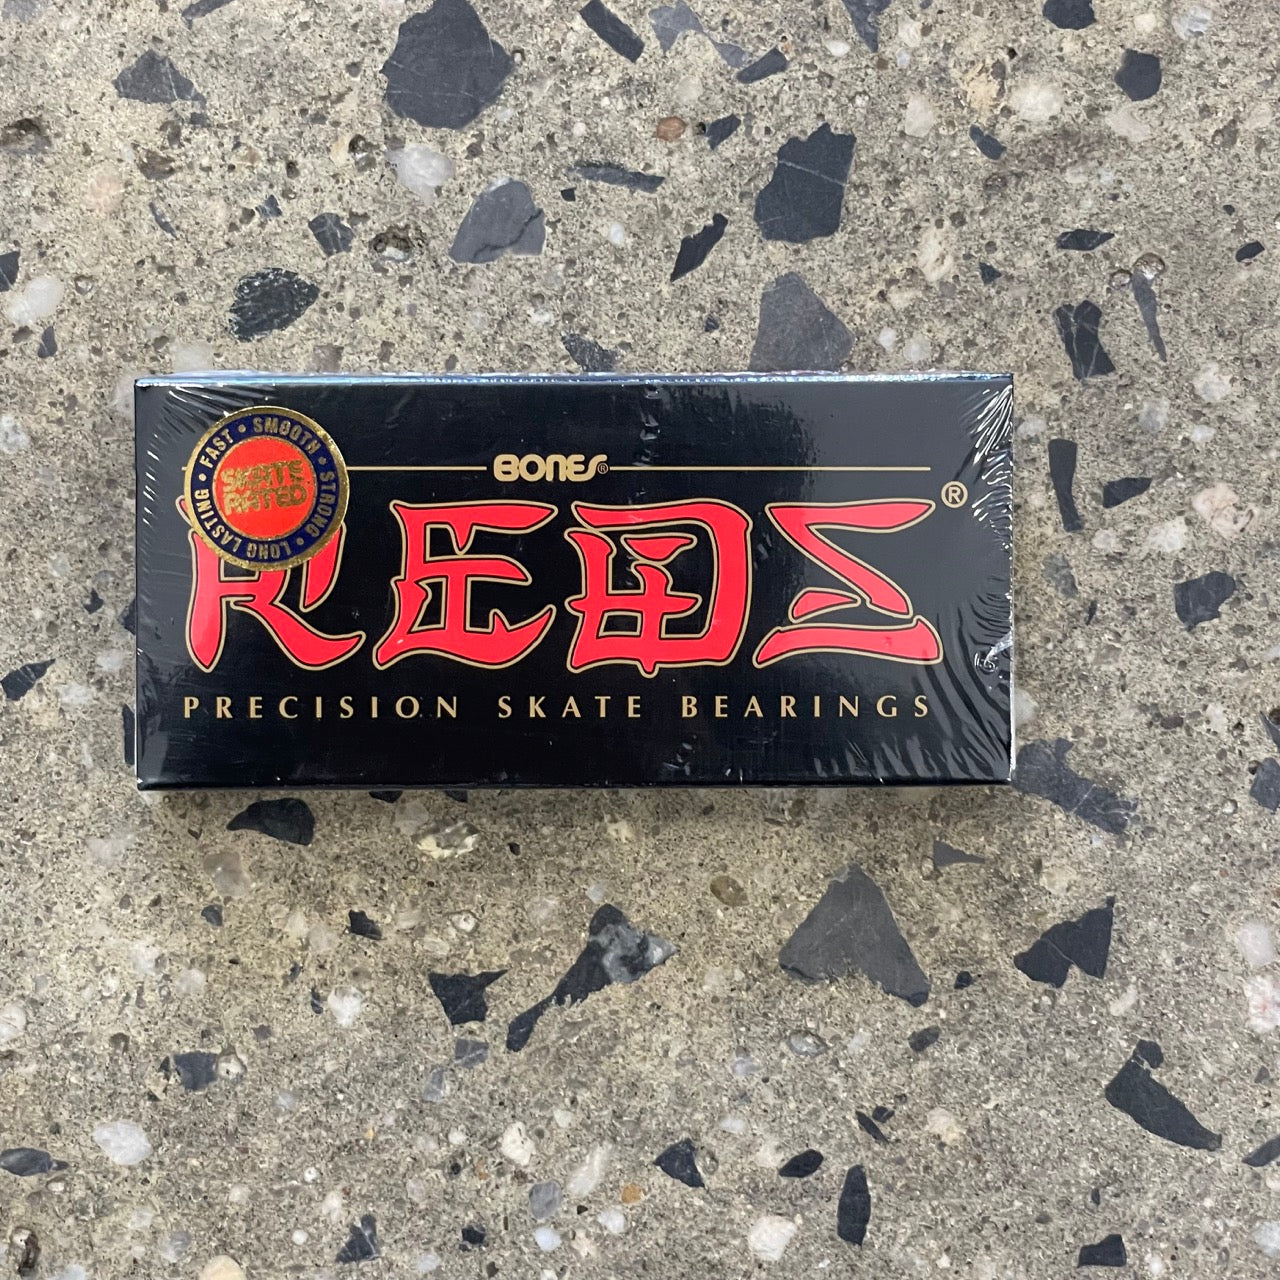 BONES®
REDS®
PRECISION SKATE BEARINGS
FAST • SMOOTH • STRONG • LONG LASTING •
SKATE
RATED